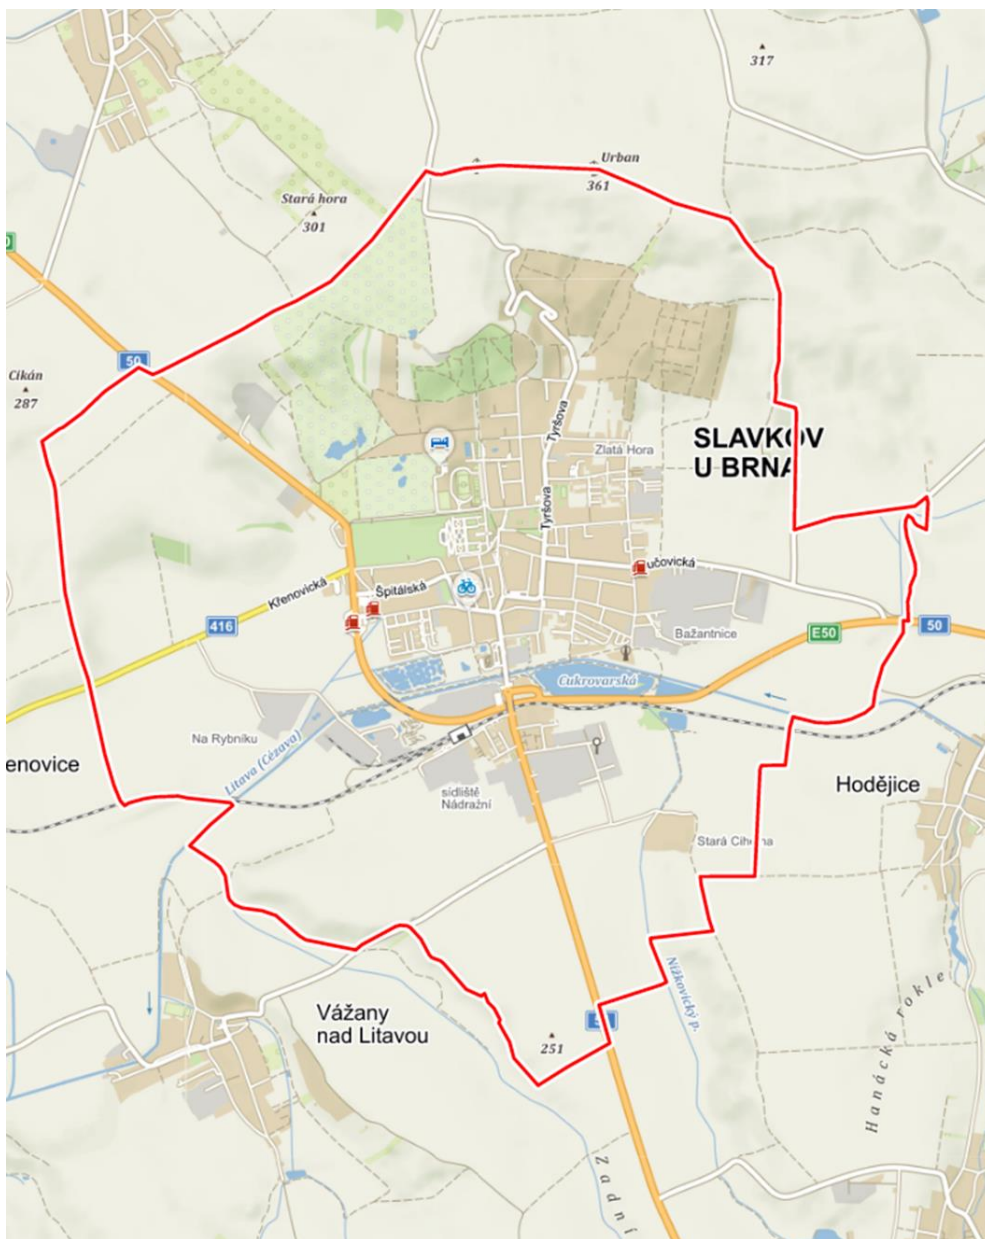 317
Urban
361
Stará hora
301
50
Cikán
287
Tyršova
SLAVKOV
U BRNA
Zlatá Hora
Tyršova
učovická
Křenovická
Špitálská
416
Bažantnice
E50
50
Cukrovarská
Na Rybníku
Litava (Cézava)
enovice
sídliště
Nádražní
Hodějice
Nížkovický p.
Vážany
nad Litavou
251
Hanácká rokle
Zadní